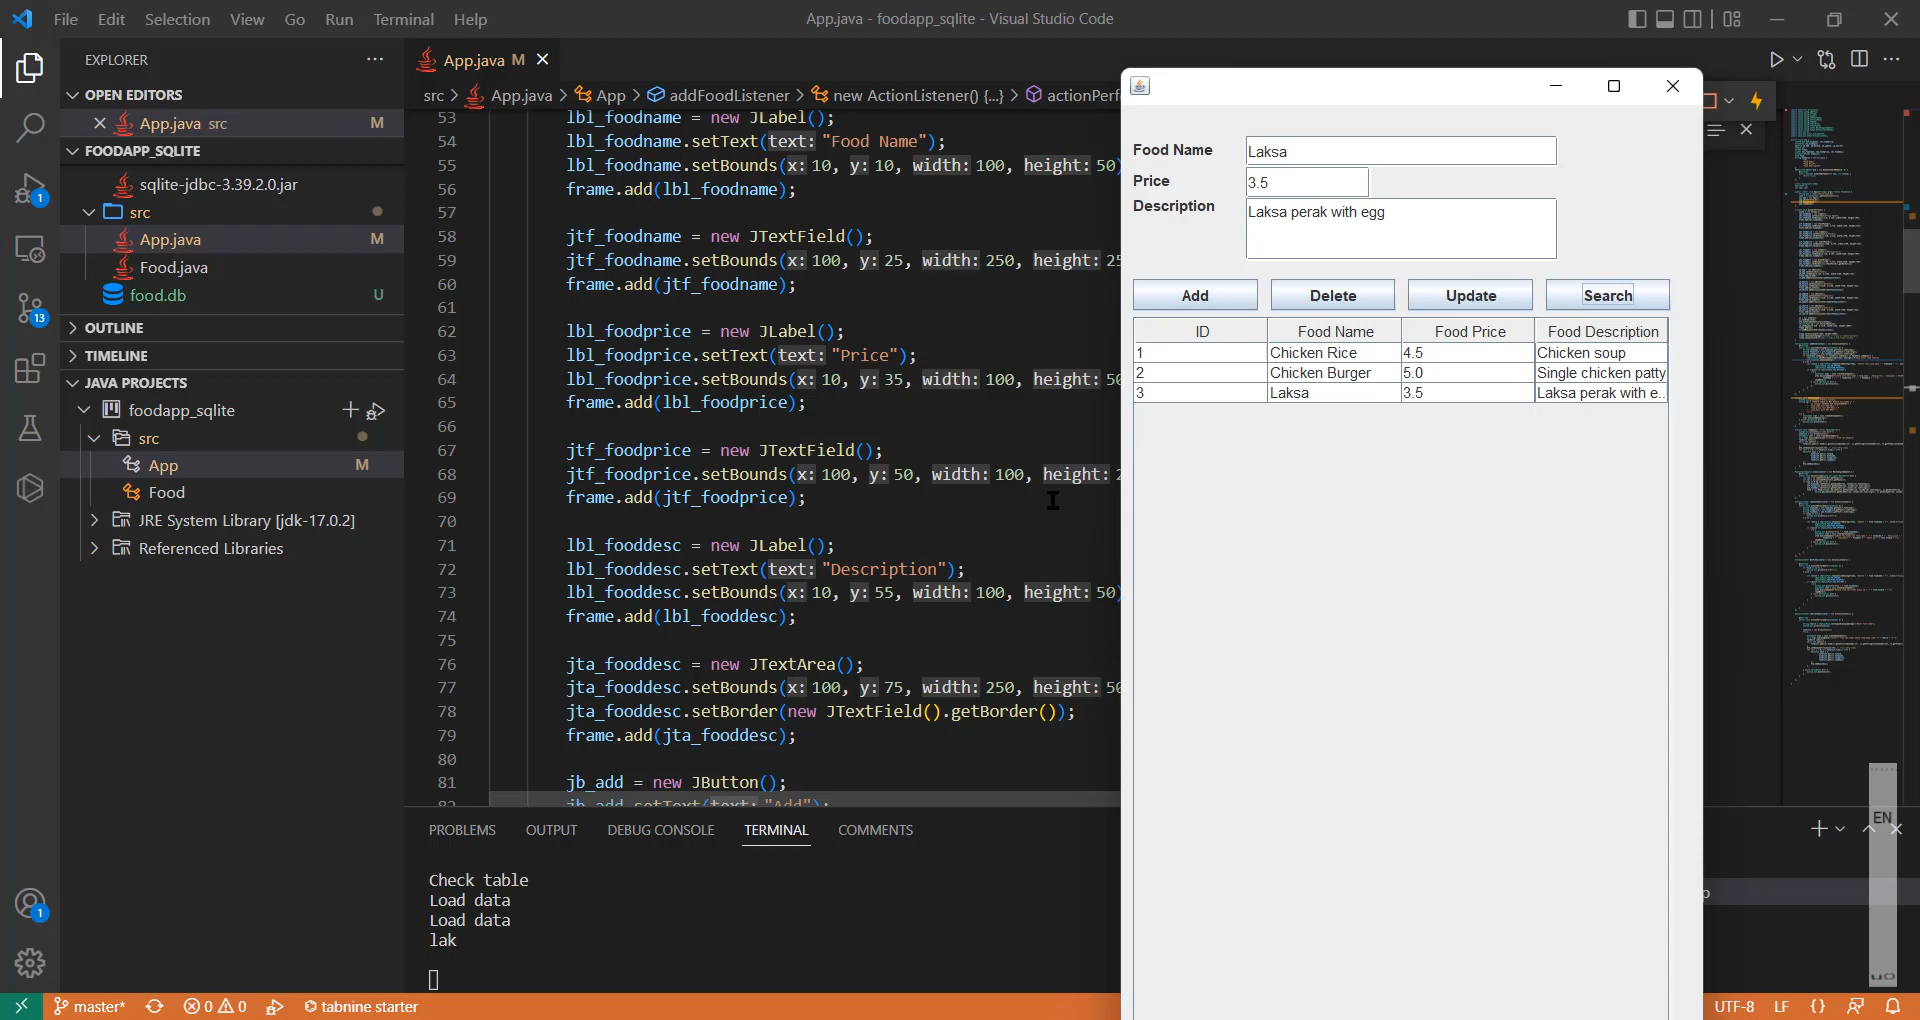 File Edit Selection View Go Run Terminal Help
App.java - foodapp_sqlite - Visual Studio Code
EXPLORER
OPEN EDITORS
App.java src M
FOODAPP_SQLITE
sqlite-jdbc-3.39.2.0.jar
src
App.java M
Food.java
food.db U
OUTLINE
TIMELINE
JAVA PROJECTS
foodapp_sqlite
src
App M
Food
JRE System Library [jdk-17.0.2]
Referenced Libraries
1
13
1
App.java M
src > App.java > App > addFoodListener > new ActionListener() {...} > actionPerf
53 lbl_foodname = new JLabel();
54 lbl_foodname.setText(text: "Food Name");
55 lbl_foodname.setBounds(x: 10, y: 10, width: 100, height: 50)
56 frame.add(lbl_foodname);
57
58 jtf_foodname = new JTextField();
59 jtf_foodname.setBounds(x: 100, y: 25, width: 250, height: 25
60 frame.add(jtf_foodname);
61
62 lbl_foodprice = new JLabel();
63 lbl_foodprice.setText(text: "Price");
64 lbl_foodprice.setBounds(x: 10, y: 35, width: 100, height: 50
65 frame.add(lbl_foodprice);
66
67 jtf_foodprice = new JTextField();
68 jtf_foodprice.setBounds(x: 100, y: 50, width: 100, height: 2
69 frame.add(jtf_foodprice);
70
71 lbl_fooddesc = new JLabel();
72 lbl_fooddesc.setText(text: "Description");
73 lbl_fooddesc.setBounds(x: 10, y: 55, width: 100, height: 50)
74 frame.add(lbl_fooddesc);
75
76 jta_fooddesc = new JTextArea();
77 jta_fooddesc.setBounds(x: 100, y: 75, width: 250, height: 50
78 jta_fooddesc.setBorder(new JTextField().getBorder());
79 frame.add(jta_fooddesc);
80
81 jb_add = new JButton();
82 jb_add.setText(text: "Add");
PROBLEMS OUTPUT DEBUG CONSOLE TERMINAL COMMENTS
Check table
Load data
Load data
lak
Food Name Laksa
Price 3.5
Description Laksa perak with egg
Add Delete Update Search
ID Food Name Food Price Food Description
1 Chicken Rice 4.5 Chicken soup
2 Chicken Burger 5.0 Single chicken patty
3 Laksa 3.5 Laksa perak with e...
EN
master* 0 0 tabnine starter
UTF-8 LF {}